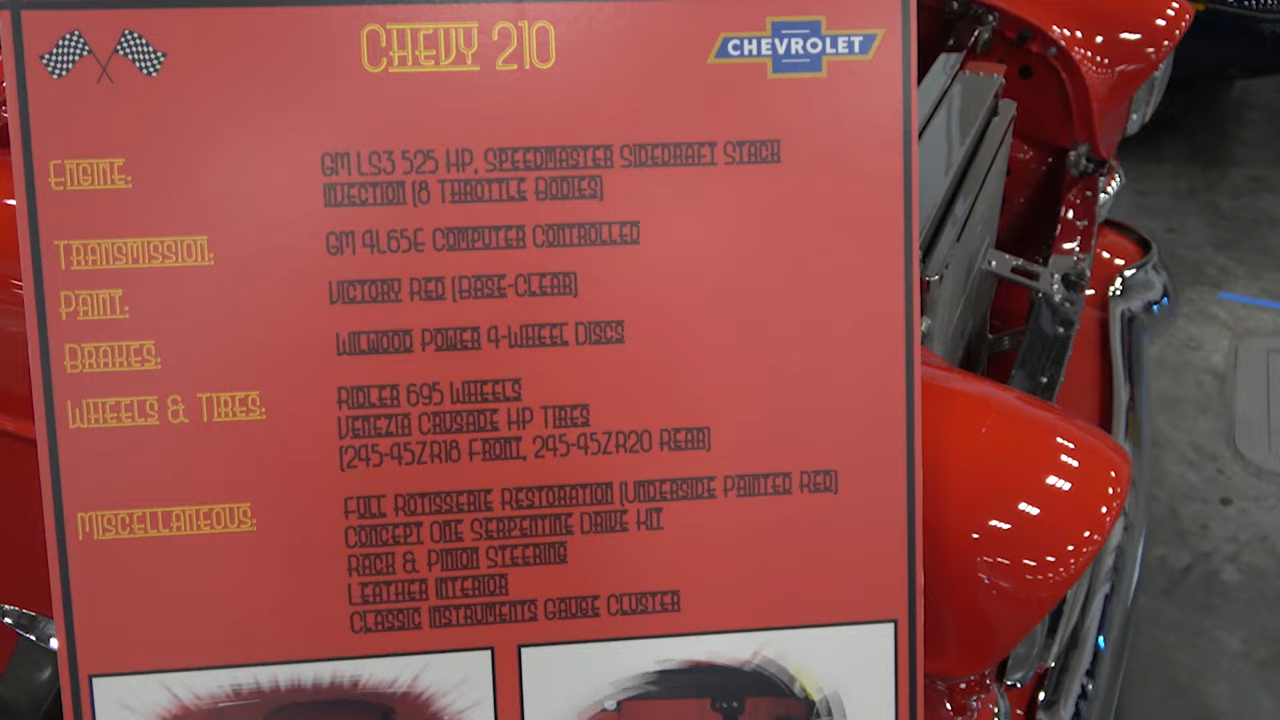 CHEVY 210
CHEVROLET
ENGINE:
GM LS3 525 HP, SPEEDMASTER SIDEDRAFT STACK
INJECTION (8 THROTTLE BODIES)
TRANSMISSION:
GM 4L65E COMPUTER CONTROLLED
PAINT:
VICTORY RED (BASE-CLEAR)
BRAKES:
WILWOOD POWER 4-WHEEL DISCS
WHEELS & TIRES:
RIDLER 695 WHEELS
VENEZIA CRUSADE HP TIRES
(245-45ZR18 FRONT, 245-45ZR20 REAR)
MISCELLANEOUS:
FULL ROTISSERIE RESTORATION (UNDERSIDE PAINTED RED)
CONCEPT ONE SERPENTINE DRIVE KIT
RACK & PINION STEERING
LEATHER INTERIOR
CLASSIC INSTRUMENTS GAUGE CLUSTER